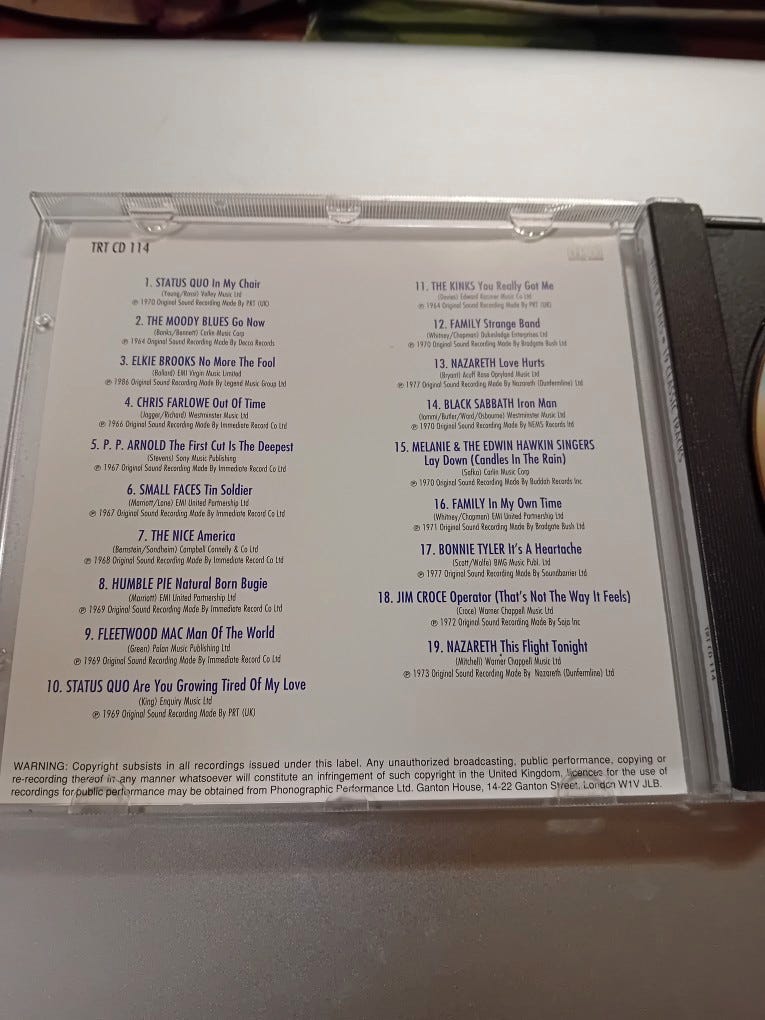 TRT CD 114
1. STATUS QUO In My Chair
(Young/Rossi) Valley Music Ltd
℗ 1970 Original Sound Recording Made By PRT (UK)
2. THE MOODY BLUES Go Now
(Banks/Bennett) Carlin Music Corp
℗ 1964 Original Sound Recording Made By Decca Records
3. ELKIE BROOKS No More The Fool
(Ballard) EMI Virgin Music Limited
℗ 1986 Original Sound Recording Made By Legend Music Group Ltd
4. CHRIS FARLOWE Out Of Time
(Jagger/Richard) Westminster Music Ltd
℗ 1966 Original Sound Recording Made By Immediate Record Co Ltd
5. P. P. ARNOLD The First Cut Is The Deepest
(Stevens) Sony Music Publishing
℗ 1967 Original Sound Recording Made By Immediate Record Co Ltd
6. SMALL FACES Tin Soldier
(Marriott/Lane) EMI United Partnership Ltd
℗ 1967 Original Sound Recording Made By Immediate Record Co Ltd
7. THE NICE America
(Bernstein/Sondheim) Campbell Connelly & Co Ltd
℗ 1968 Original Sound Recording Made By Immediate Record Co Ltd
8. HUMBLE PIE Natural Born Bugie
(Marriott) EMI United Partnership Ltd
℗ 1969 Original Sound Recording Made By Immediate Record Co Ltd
9. FLEETWOOD MAC Man Of The World
(Green) Palan Music Publishing Ltd
℗ 1969 Original Sound Recording Made By Immediate Record Co Ltd
10. STATUS QUO Are You Growing Tired Of My Love
(King) Enquiry Music Ltd
℗ 1969 Original Sound Recording Made By PRT (UK)
11. THE KINKS You Really Got Me
(Davies) Edward Kassner Music Co Ltd
℗ 1964 Original Sound Recording Made By PRT (UK)
12. FAMILY Strange Band
(Whitney/Chapman) Dukeslodge Enterprises Ltd
℗ 1970 Original Sound Recording Made By Bradgate Bush Ltd
13. NAZARETH Love Hurts
(Bryant) Acuff Rose Opryland Music Ltd
℗ 1977 Original Sound Recording Made By Nazareth (Dunfermline) Ltd
14. BLACK SABBATH Iron Man
(Iommi/Butler/Ward/Osbourne) Westminster Music Ltd
℗ 1970 Original Sound Recording Made By NEMS Records ltd
15. MELANIE & THE EDWIN HAWKIN SINGERS
Lay Down (Candles In The Rain)
(Safka) Carlin Music Corp
℗ 1970 Original Sound Recording Made By Buddah Records Inc
16. FAMILY In My Own Time
(Whitney/Chapman) EMI United Partnership Ltd
℗ 1971 Original Sound Recording Made By Bradgate Bush Ltd
17. BONNIE TYLER It's A Heartache
(Scott/Wolfe) BMG Music Publ. Ltd
℗ 1977 Original Sound Recording Made By Soundbarrier Ltd
18. JIM CROCE Operator (That's Not The Way It Feels)
(Croce) Warner Chappell Music Ltd
℗ 1972 Original Sound Recording Made By Saja Inc
19. NAZARETH This Flight Tonight
(Mitchell) Warner Chappell Music Ltd
℗ 1973 Original Sound Recording Made By Nazareth (Dunfermline) Ltd
WARNING: Copyright subsists in all recordings issued under this label. Any unauthorized broadcasting, public performance, copying or
re-recording thereof in any manner whatsoever will constitute an infringement of such copyright in the United Kingdom, licences for the use of
recordings for public performance may be obtained from Phonographic Performance Ltd. Ganton House, 14-22 Ganton Street, London W1V JLB.
TRT CD 114